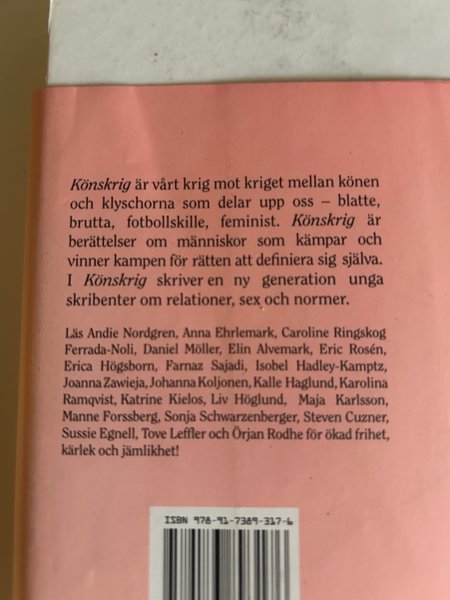 Könskrig är vårt krig mot kriget mellan könen
och klyschorna som delar upp oss – blatte,
brutta, fotbollskille, feminist. Könskrig är
berättelser om människor som kämpar och
vinner kampen för rätten att definiera sig själva.
I Könskrig skriver en ny generation unga
skribenter om relationer, sex och normer.
Läs Andie Nordgren, Anna Ehrlemark, Caroline Ringskog
Ferrada-Noli, Daniel Möller, Elin Alvemark, Eric Rosén,
Erica Högsborn, Farnaz Sajadi, Isobel Hadley-Kamptz,
Joanna Zawieja, Johanna Koljonen, Kalle Haglund, Karolina
Ramqvist, Katrine Kielos, Liv Höglund, Maja Karlsson,
Manne Forssberg, Sonja Schwarzenberger, Steven Cuzner,
Sussie Egnell, Tove Leffler och Örjan Rodhe för ökad frihet,
kärlek och jämlikhet!
ISBN 978-91-7389-317-6